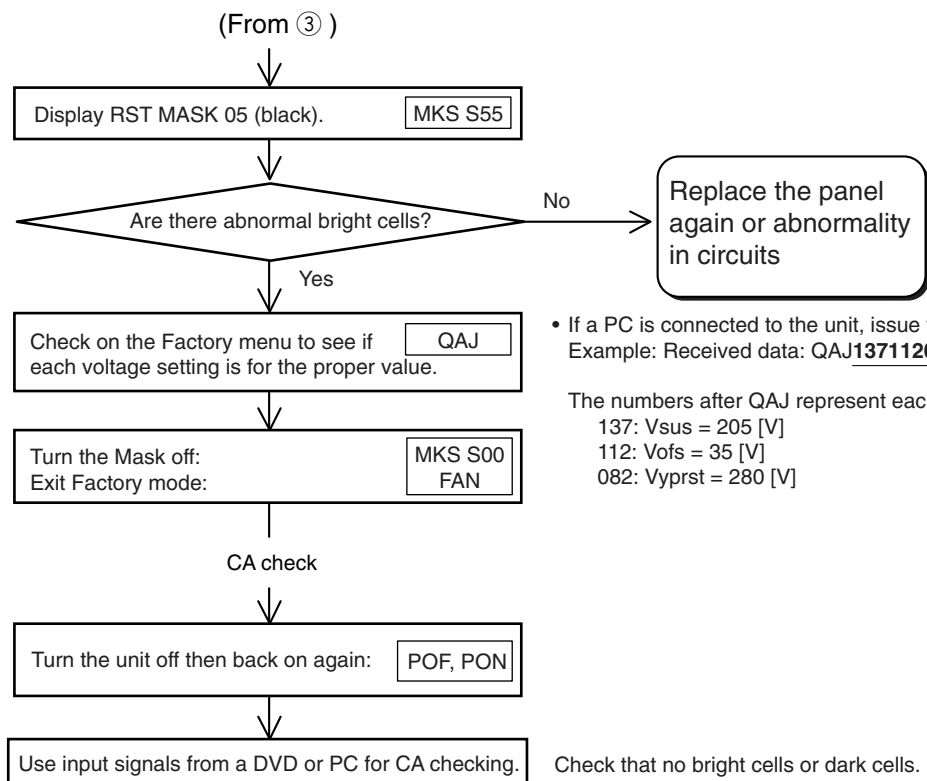 (From ③ )
Display RST MASK 05 (black).
MKS S55
Are there abnormal bright cells?
No
Replace the panel
again or abnormality
in circuits
Yes
Check on the Factory menu to see if
each voltage setting is for the proper value.
QAJ
• If a PC is connected to the unit, issue
Example: Received data: QAJ1371120
The numbers after QAJ represent
137: Vsus = 205 [V]
112: Vofs = 35 [V]
082: Vyprst = 280 [V]
Turn the Mask off:
Exit Factory mode:
MKS S00
FAN
CA check
Turn the unit off then back on again:
POF, PON
Use input signals from a DVD or PC for CA checking.
Check that no bright cells or dark cells.